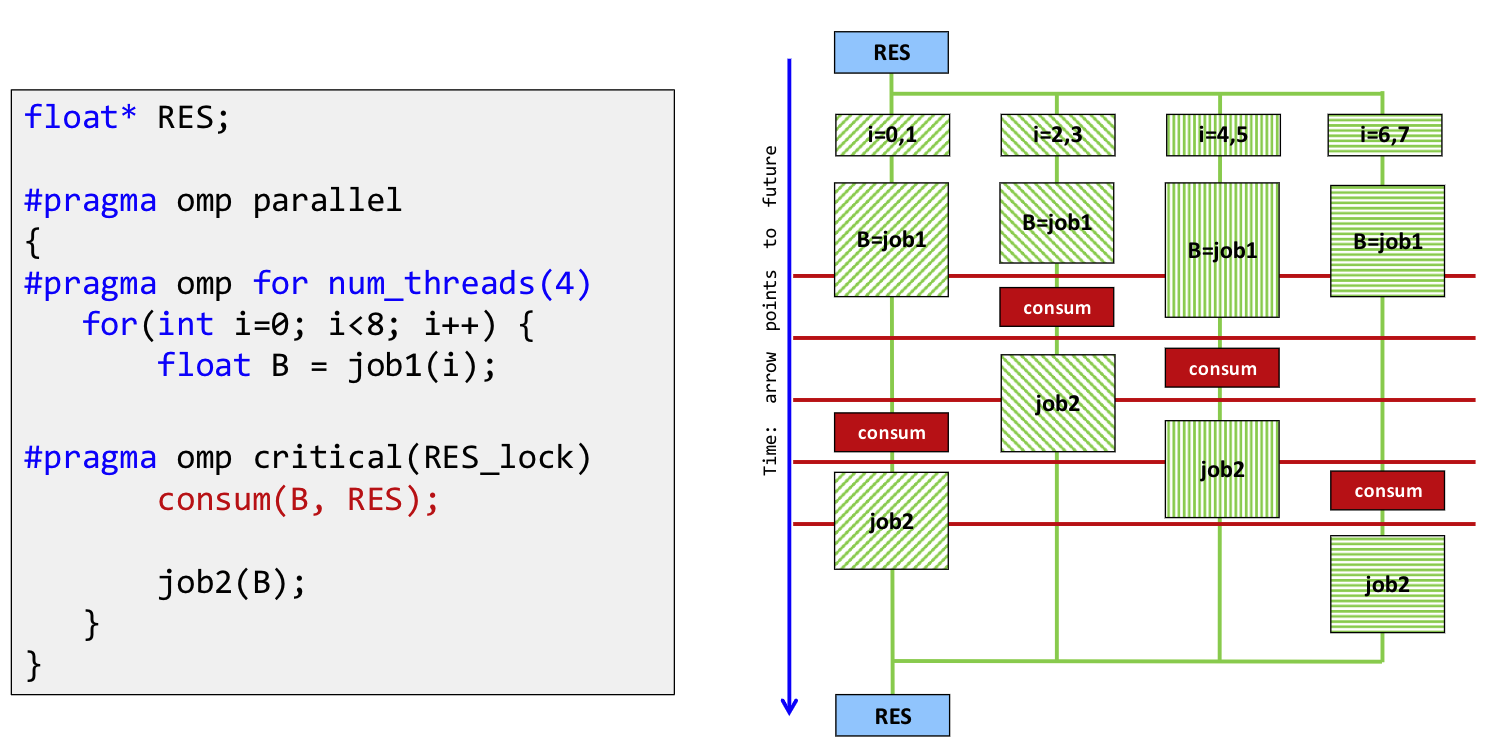 float* RES;
#pragma omp parallel
{
#pragma omp for num_threads(4)
for(int i=0; i<8; i++) {
float B = job1(i);
#pragma omp critical(RES_lock)
consum(B, RES);
job2(B);
}
}
Time: arrow points to future
RES
i=0,1
i=2,3
i=4,5
i=6,7
B=job1
B=job1
B=job1
B=job1
consum
consum
job2
consum
job2
consum
job2
job2
RES